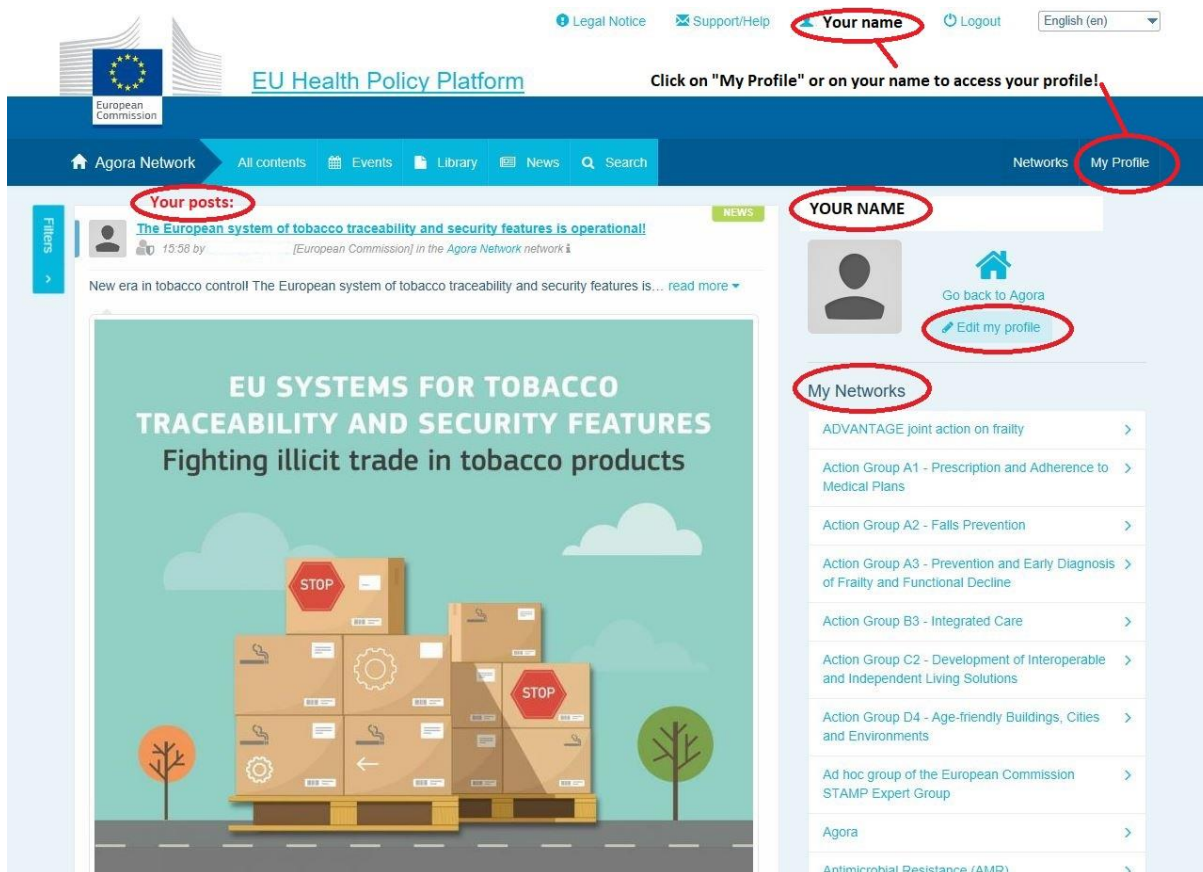 Legal Notice
Support/Help
Your name
Logout
English (en)
European
Commission
EU Health Policy Platform
Click on "My Profile" or on your name to access your profile!
Agora Network
All contents
Events
Library
News
Search
Networks
My Profile
Filters
Your posts:
NEWS
The European system of tobacco traceability and security features is operational!
15:58 by [European Commission] in the Agora Network network
New era in tobacco control! The European system of tobacco traceability and security features is... read more
EU SYSTEMS FOR TOBACCO
TRACEABILITY AND SECURITY FEATURES
Fighting illicit trade in tobacco products
STOP
STOP
YOUR NAME
Go back to Agora
Edit my profile
My Networks
ADVANTAGE joint action on frailty
Action Group A1 - Prescription and Adherence to
Medical Plans
Action Group A2 - Falls Prevention
Action Group A3 - Prevention and Early Diagnosis
of Frailty and Functional Decline
Action Group B3 - Integrated Care
Action Group C2 - Development of Interoperable
and Independent Living Solutions
Action Group D4 - Age-friendly Buildings, Cities
and Environments
Ad hoc group of the European Commission
STAMP Expert Group
Agora
Antimicrobial Resistance (AMR)